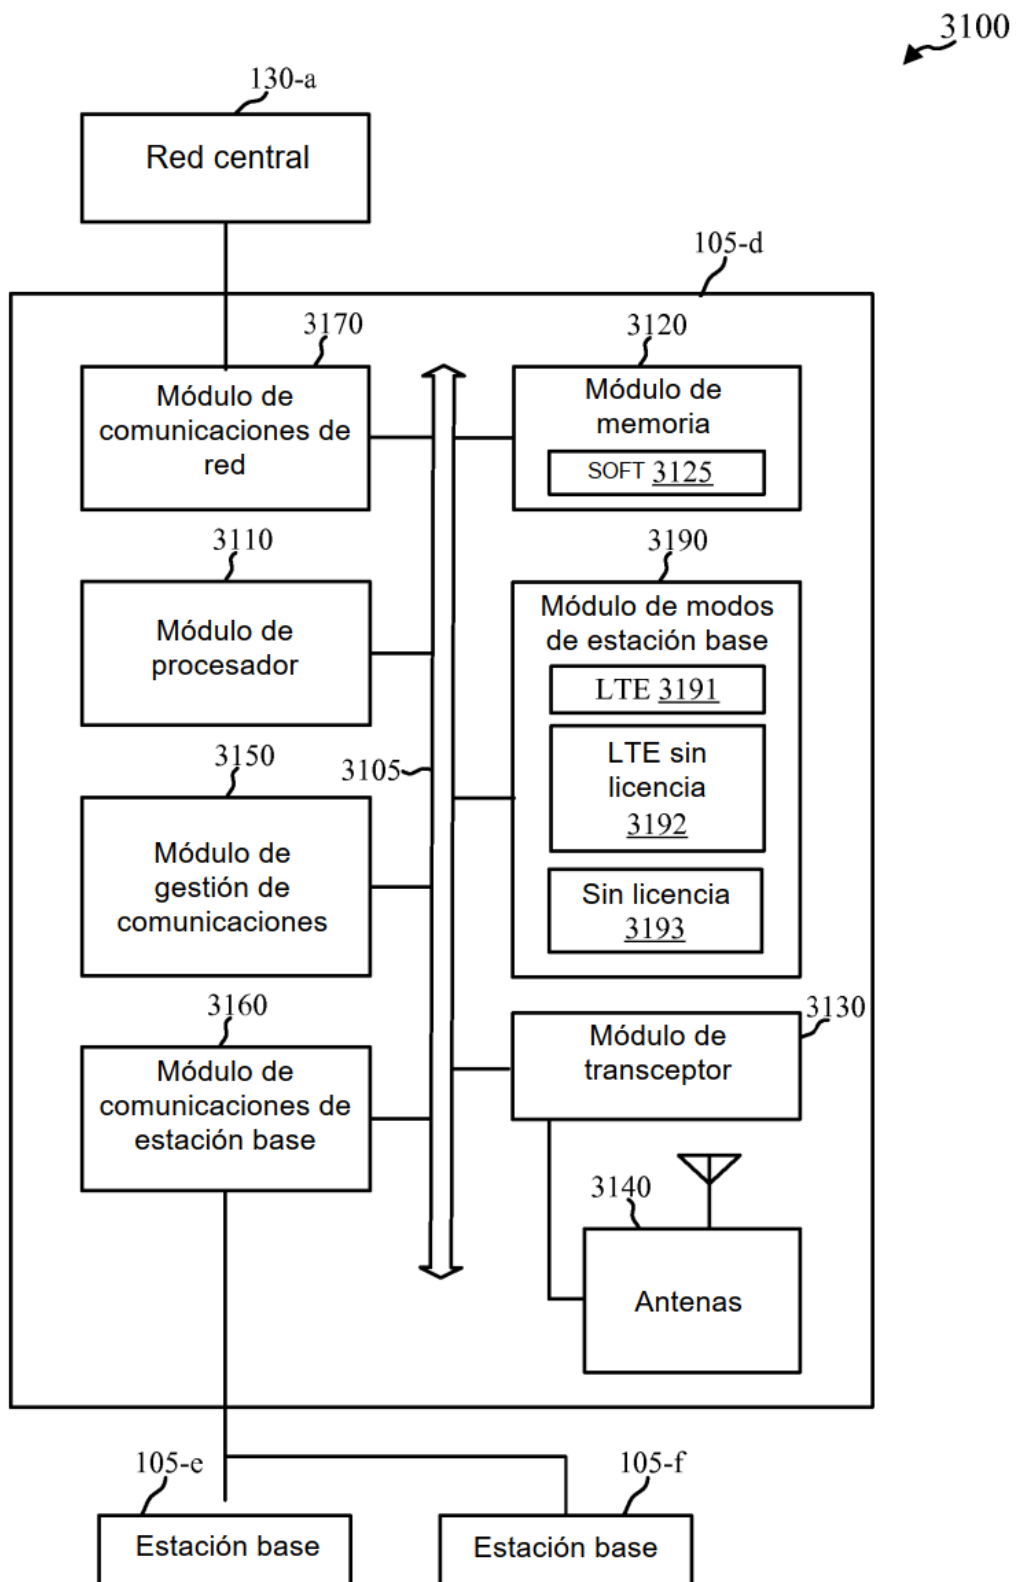 3100
130-a
Red central
105-d
3170
Módulo de
comunicaciones de
red
3120
Módulo de
memoria
SOFT 3125
3110
Módulo de
procesador
3190
Módulo de modos
de estación base
LTE 3191
LTE sin
licencia
3192
Sin licencia
3193
3150
Módulo de
gestión de
comunicaciones
3105
3160
Módulo de
comunicaciones de
estación base
3130
Módulo de
transceptor
3140
Antenas
105-e
Estación base
105-f
Estación base